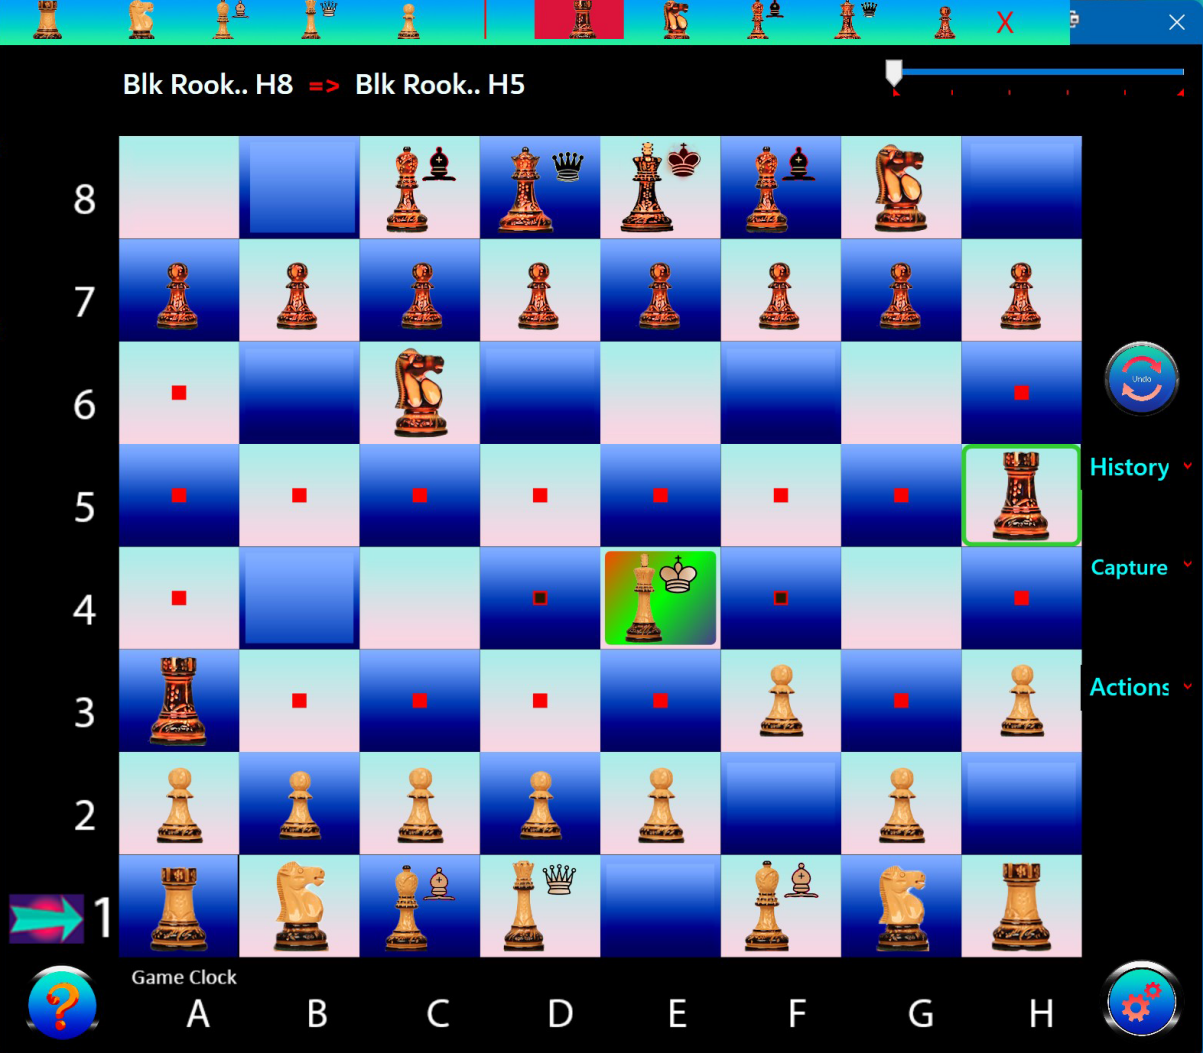 X
Blk Rook.. H8 => Blk Rook.. H5
8
7
6
Undo
5
History
4
Capture
3
Actions
2
1
Game Clock
A B C D E F G H